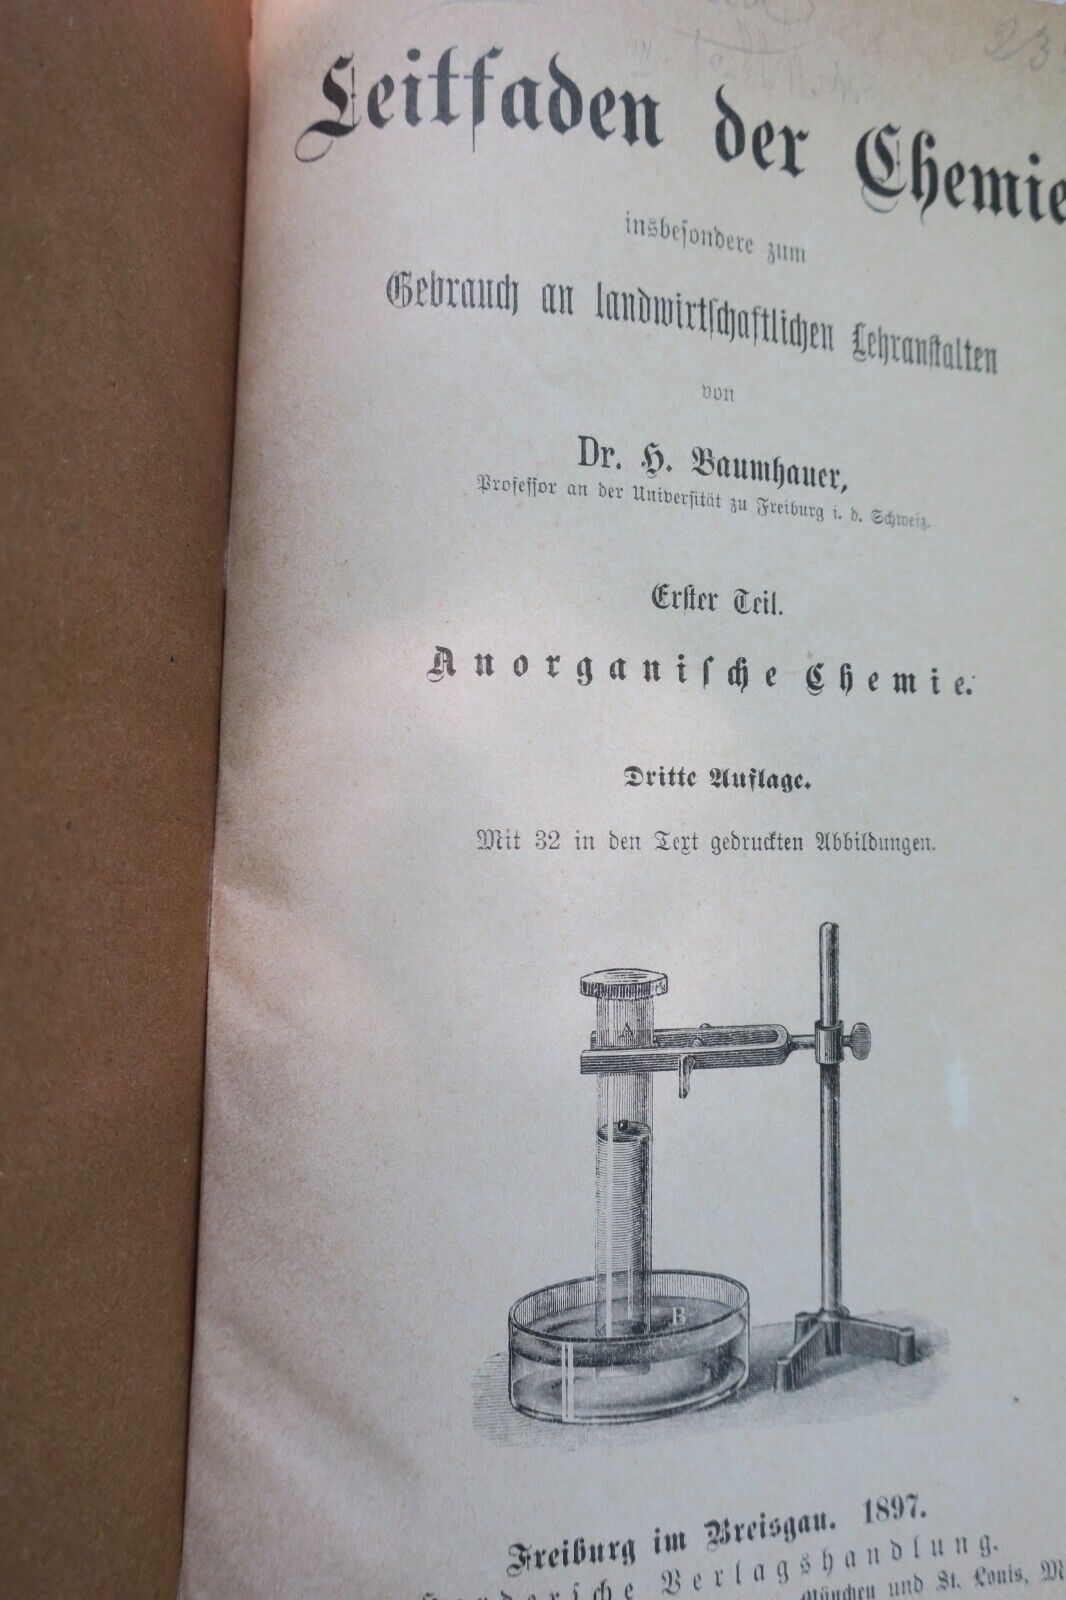 23
Leitfaden der Chemie
insbesondere zum
Gebrauch an landwirtschaftlichen Lehranstalten
von
Dr. H. Baumhauer,
Professor an der Universität zu Freiburg i. d. Schweiz.
Erster Teil.
Anorganische Chemie.
Dritte Auflage.
Mit 32 in den Text gedruckten Abbildungen.
A
B
Freiburg im Breisgau. 1897.
Herdersche Verlagshandlung.
München und St. Louis, M